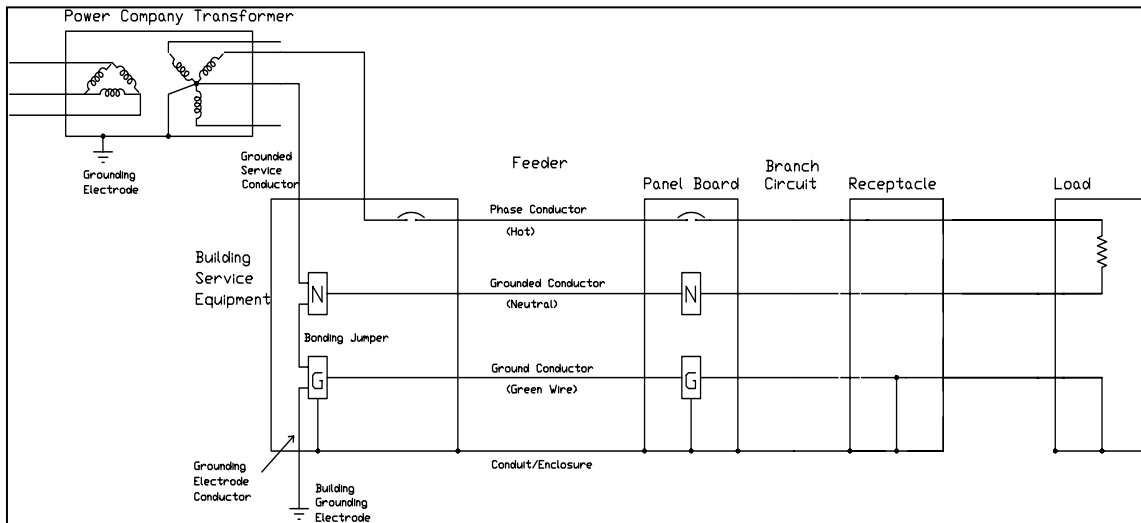 Power Company Transformer
Grounding
Electrode
Grounded
Service
Conductor
Feeder
Branch
Circuit
Panel Board
Receptacle
Load
Phase Conductor
(Hot)
Building
Service
Equipment
N
Grounded Conductor
(Neutral)
N
Bonding Jumper
G
Ground Conductor
(Green Wire)
G
Conduit/Enclosure
Grounding
Electrode
Conductor
Building
Grounding
Electrode